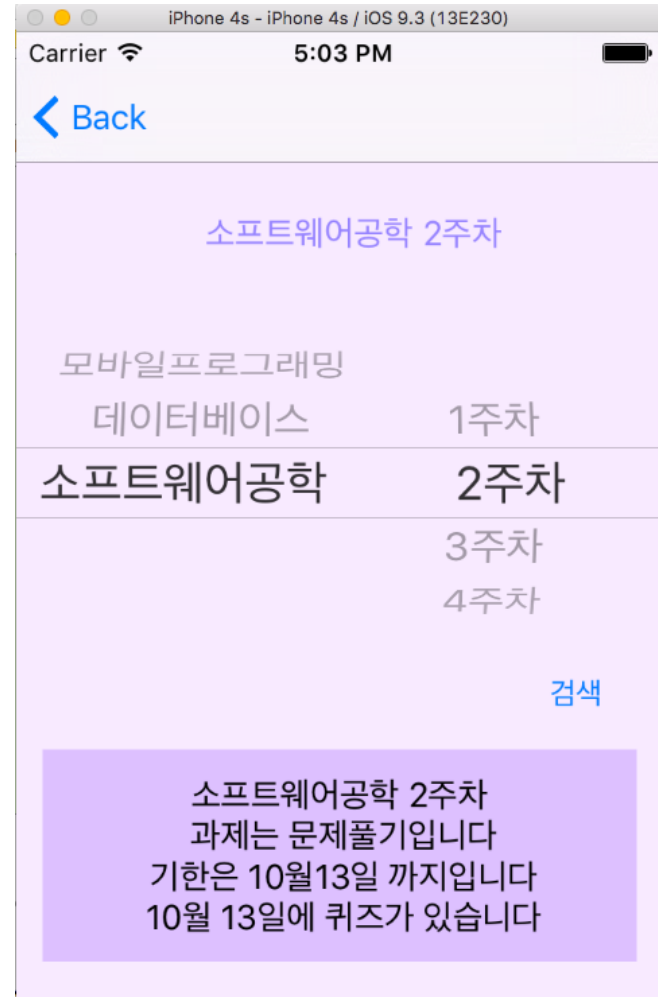 iPhone 4s - iPhone 4s / iOS 9.3 (13E230)
Carrier 5:03 PM
Back
소프트웨어공학 2주차
모바일프로그래밍
데이터베이스 1주차
소프트웨어공학 2주차
3주차
4주차
검색
소프트웨어공학 2주차
과제는 문제풀기입니다
기한은 10월13일 까지입니다
10월 13일에 퀴즈가 있습니다